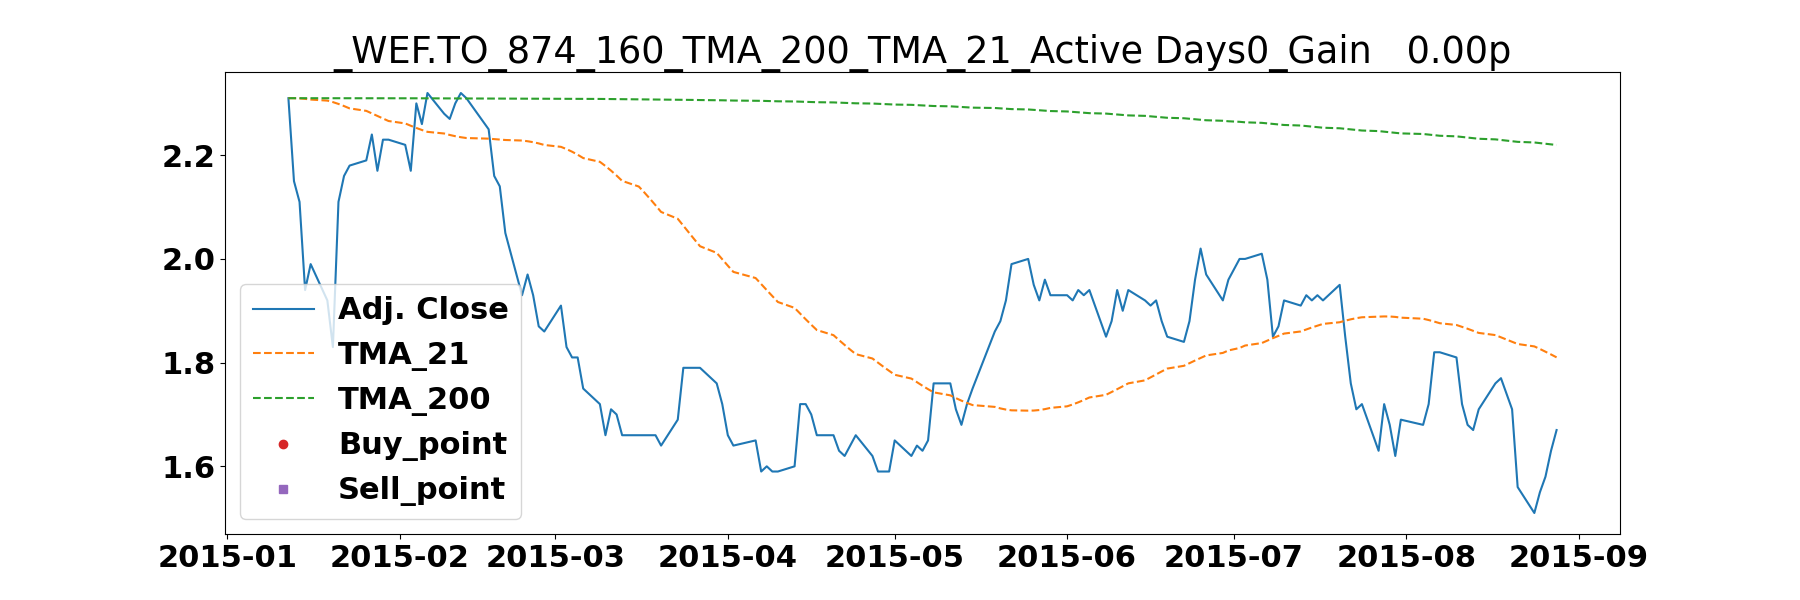 _WEF.TO_874_160_TMA_200_TMA_21_Active Days0_Gain   0.00p
2.2
2.0
1.8
1.6
Adj. Close
TMA_21
TMA_200
Buy_point
Sell_point
2015-01 2015-02 2015-03 2015-04 2015-05 2015-06 2015-07 2015-08 2015-09